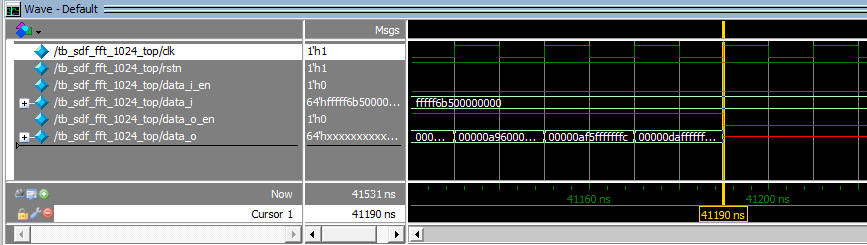 Wave - Default
Msgs
/tb_sdf_fft_1024_top/clk 1'h1
/tb_sdf_fft_1024_top/rstn 1'h1
/tb_sdf_fft_1024_top/data_i_en 1'h0
/tb_sdf_fft_1024_top/data_i 64'hfffff6b50000... fffff6b500000000
/tb_sdf_fft_1024_top/data_o_en 1'h0
/tb_sdf_fft_1024_top/data_o 64'hxxxxxxxxxx... 000... 00000a96000... 00000af5fffffffc 00000daffffff...
Now 41531 ns 41160 ns 41200 ns
Cursor 1 41190 ns 41190 ns